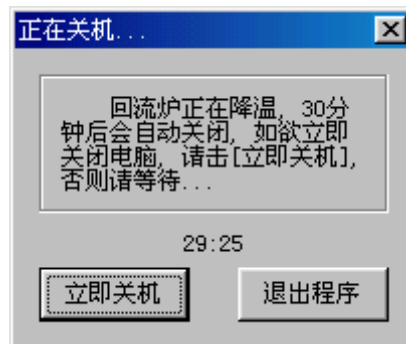 正在关机...
回流炉正在降温, 30分
钟后会自动关闭, 如欲立即
关闭电脑, 请击[立即关机],
否则请等待...
29:25
立即关机
退出程序